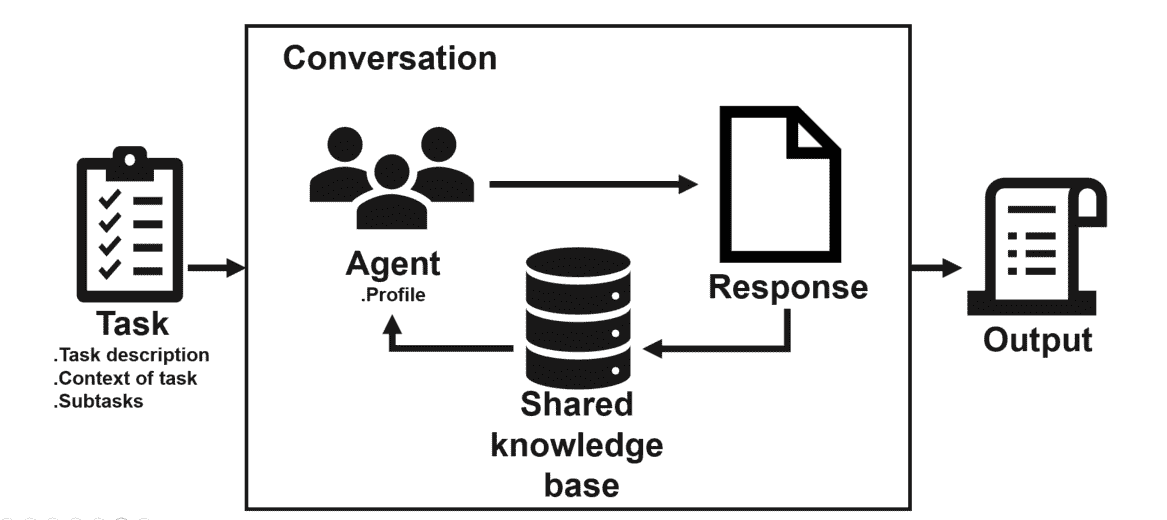 Conversation
Agent
.Profile
Response
Task
.Task description
.Context of task
.Subtasks
Shared
knowledge
base
Output